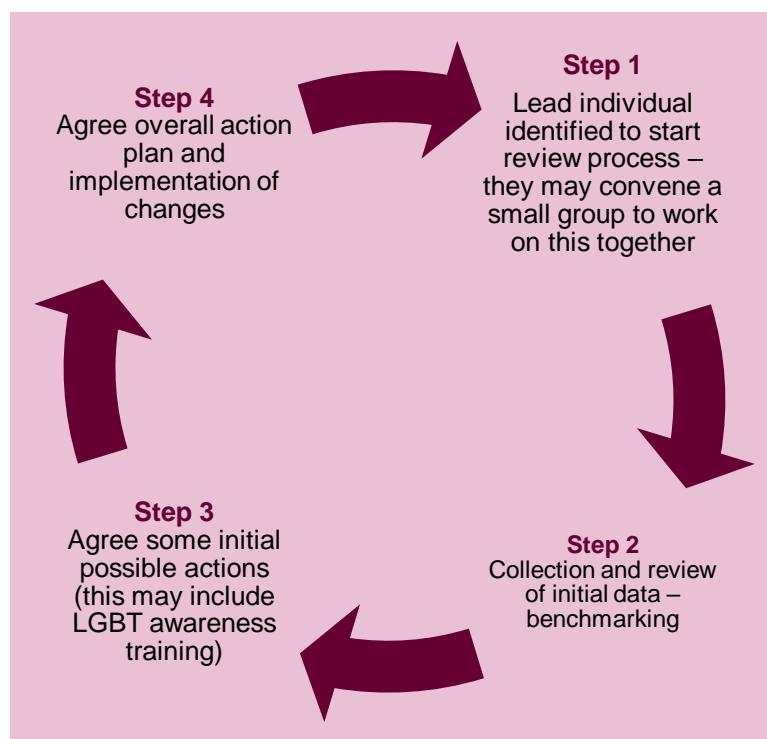 Step 1
Lead individual
identified to start
review process –
they may convene a
small group to work
on this together
Step 2
Collection and review
of initial data –
benchmarking
Step 3
Agree some initial
possible actions
(this may include
LGBT awareness
training)
Step 4
Agree overall action
plan and
implementation of
changes